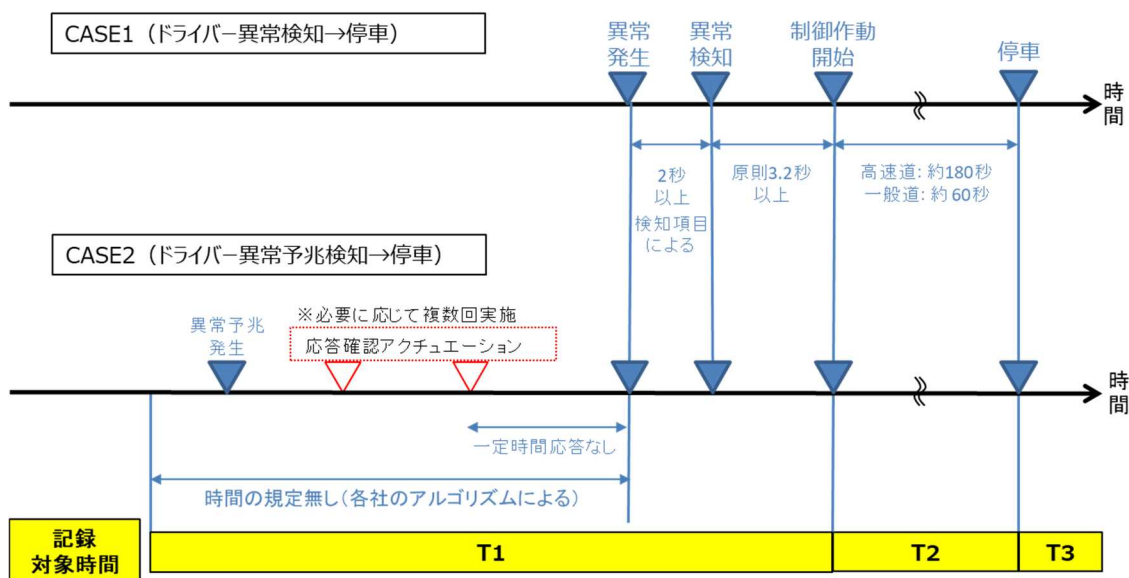 CASE1（ドライバー異常検知→停車）
異常
発生
異常
検知
制御作動
開始
停車
時
間
2秒
以上
検知項目
による
原則3.2秒
以上
高速道：約180秒
一般道：約60秒
CASE2（ドライバー異常予兆検知→停車）
異常予兆
発生
※必要に応じて複数回実施
応答確認アクチュエーション
時
間
一定時間応答なし
時間の規定無し（各社のアルゴリズムによる）
記録
対象時間
T1
T2
T3